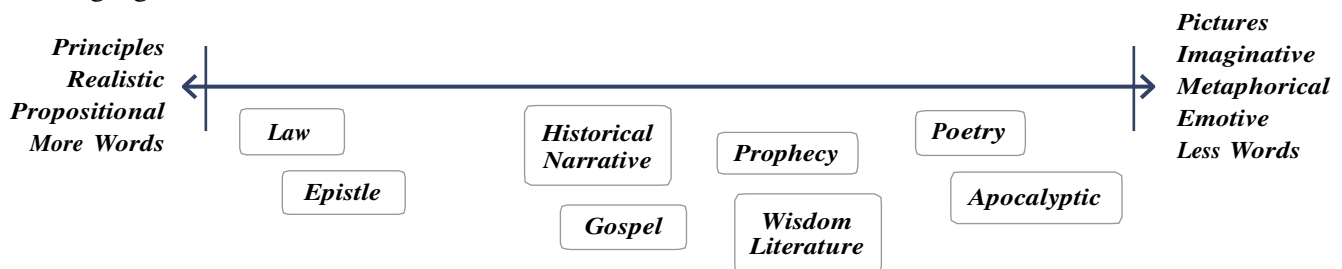 Principles
Realistic
Propositional
More Words
Pictures
Imaginative
Metaphorical
Emotive
Less Words
Law
Epistle
Historical
Narrative
Gospel
Prophecy
Wisdom
Literature
Poetry
Apocalyptic